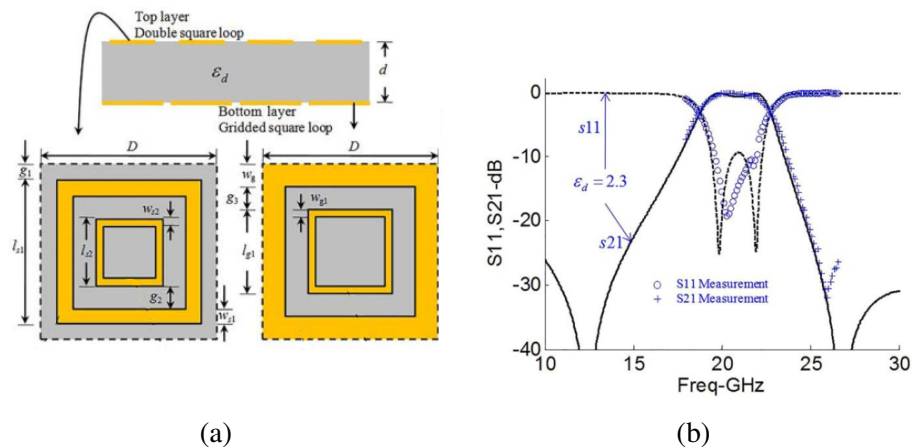 Top layer
Double square loop
ε_d
d
Bottom layer
Gridded square loop
D
D
g₁
l_s1
w_s2
l_s2
g₂
w_s1
w_g
g₃
w_g1
l_g1
S11,S21-dB
0
-10
-20
-30
-40
s11
ε_d = 2.3
s21
S11 Measurement
S21 Measurement
10
15
20
25
30
Freq-GHz
(a)
(b)